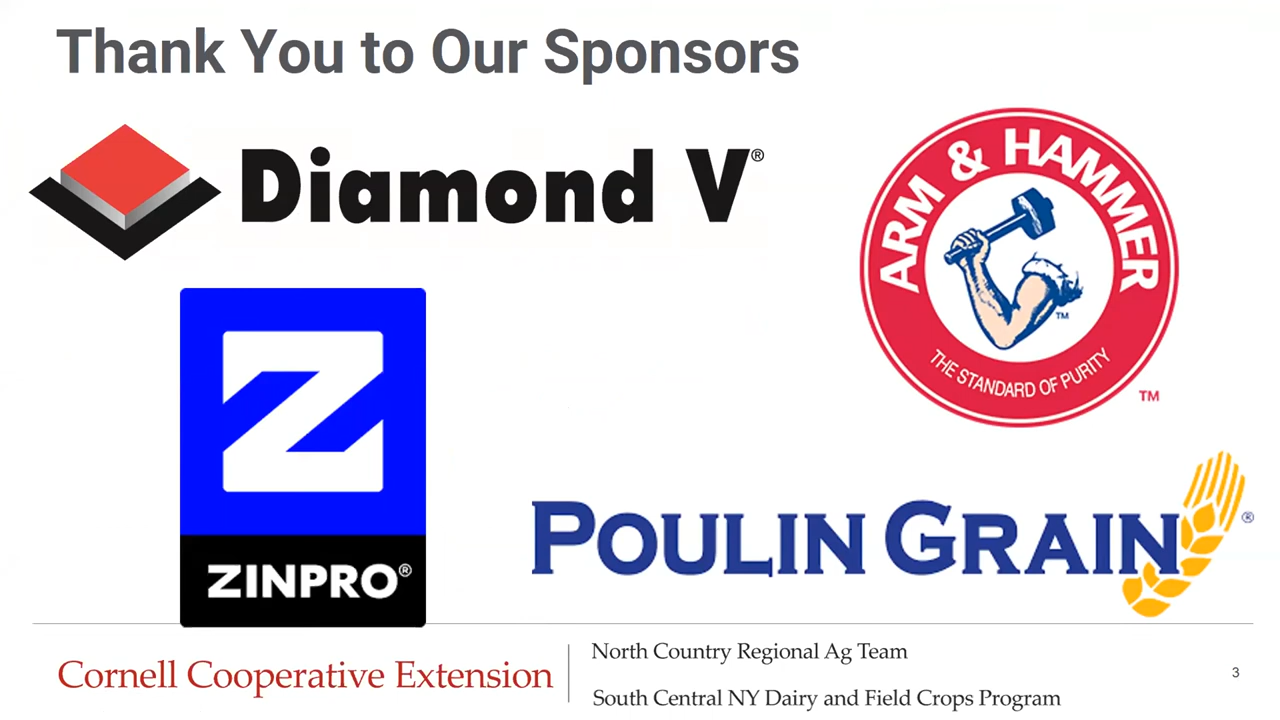 Thank You to Our Sponsors
Diamond V®
ARM & HAMMER
TM
THE STANDARD OF PURITY
TM
Z
ZINPRO®
POULIN GRAIN®
Cornell Cooperative Extension
North Country Regional Ag Team
South Central NY Dairy and Field Crops Program
3